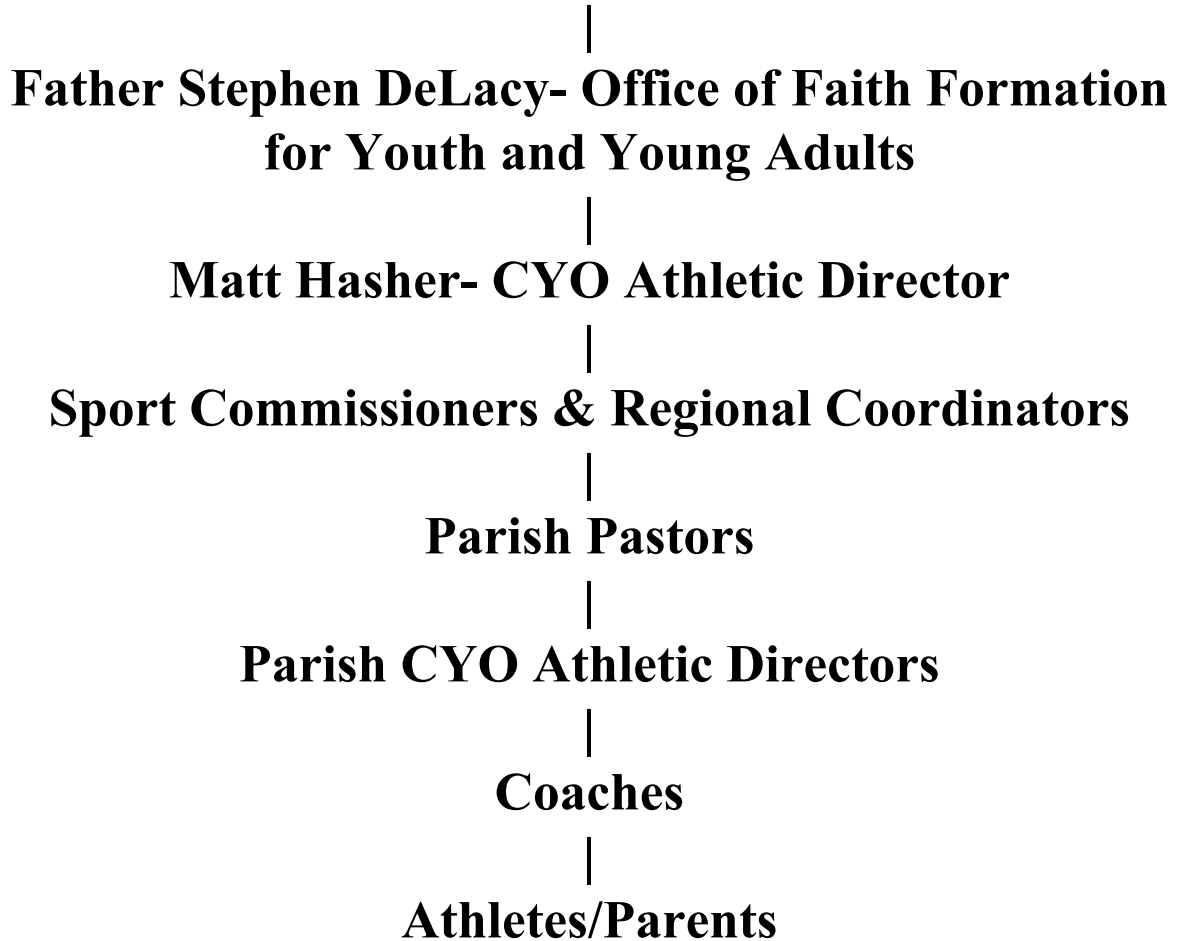 Father Stephen DeLacy- Office of Faith Formation
for Youth and Young Adults
Matt Hasher- CYO Athletic Director
Sport Commissioners & Regional Coordinators
Parish Pastors
Parish CYO Athletic Directors
Coaches
Athletes/Parents